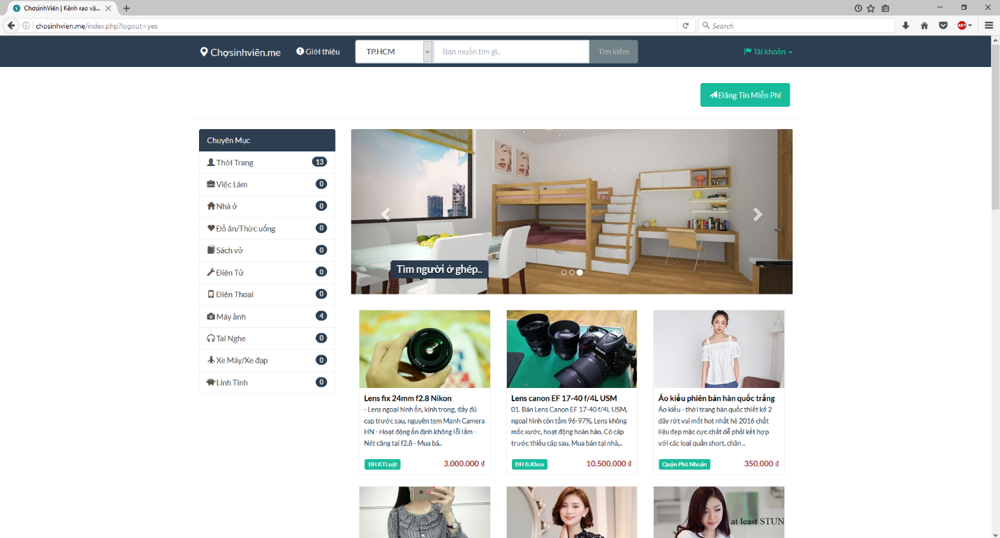 ChợsinhViên | Kênh rao vặ...
chosinhvien.me/index.php?logout=yes
Search
ABP
Chợsinhviên.me
Giới thiệu
TP.HCM
Bạn muốn tìm gì..
Tìm kiếm
Tài khoản
Đăng Tin Miễn Phí
Chuyên Mục
Thời Trang 13
Việc Làm 0
Nhà ở 0
Đồ ăn/Thức uống 0
Sách vở 0
Điện Tử 0
Điện Thoại 0
Máy ảnh 4
Tai Nghe 0
Xe Máy/Xe đạp 0
Linh Tinh 0
Tìm người ở ghép..
Lens fix 24mm f2.8 Nikon
- Lens ngoại hình ổn, kính trong, đầy đủ
cap trước sau, nguyên tem Mạnh Camera
HN - Hoạt động ổn định không lỗi lầm -
Nét căng tại f2.8 - Mua bá..
ĐH KTLuật
3.000.000 ₫
Lens canon EF 17-40 f/4L USM
01. Bán Lens Canon EF 17-40 f/4L USM,
ngoại hình còn tầm 96-97%, Lens không
mốc xước, hoạt động hoàn hảo. Có cáp
trước thiếu cáp sau. Mua bán tại nhà,..
ĐH B.Khoa
10.500.000 ₫
Áo kiểu phiên bản hàn quốc trắng
Áo kiểu - thời trang hàn quốc thiết kế 2
dây rớt vai mốt hot nhất hè 2016 chất
liệu đẹp mặc cực chất dễ phối kết hợp
với các loại quần short, chân ..
Quận Phú Nhuận
350.000 ₫
at least STUN